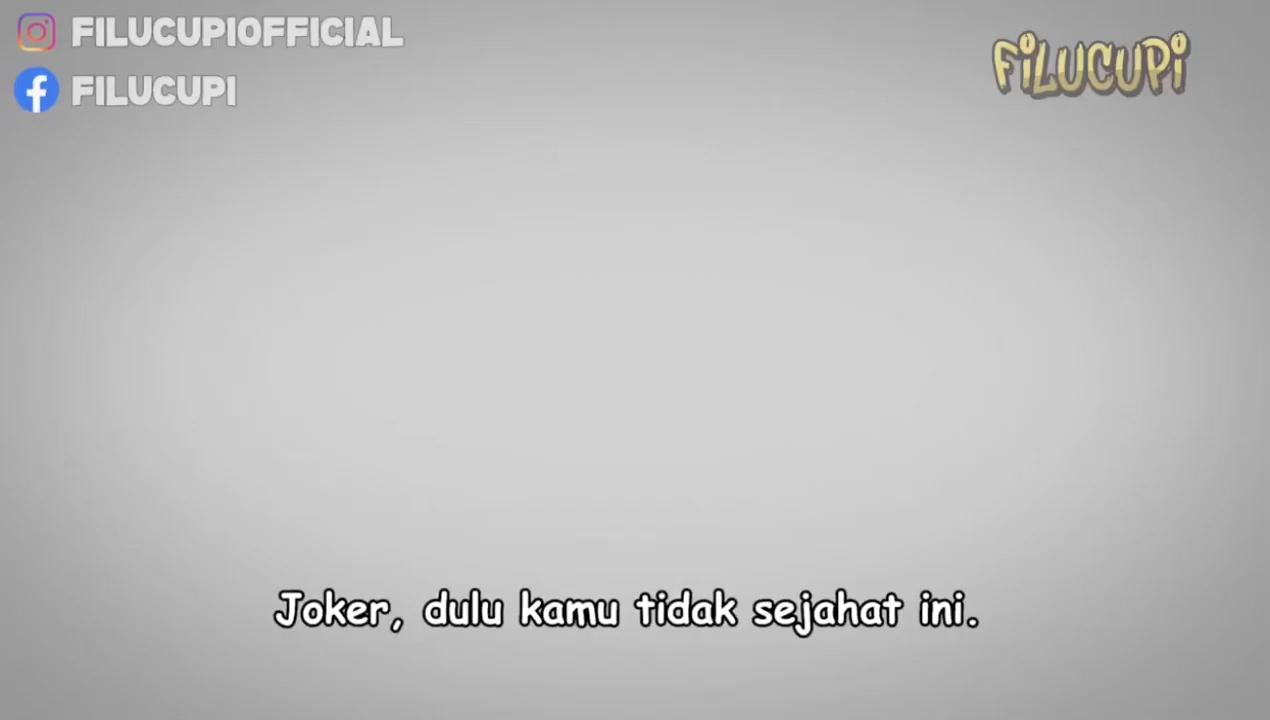 FILUCUPIOFFICIAL
FILUCUPI
FILUCUPI
Joker, dulu kamu tidak sejahat ini.